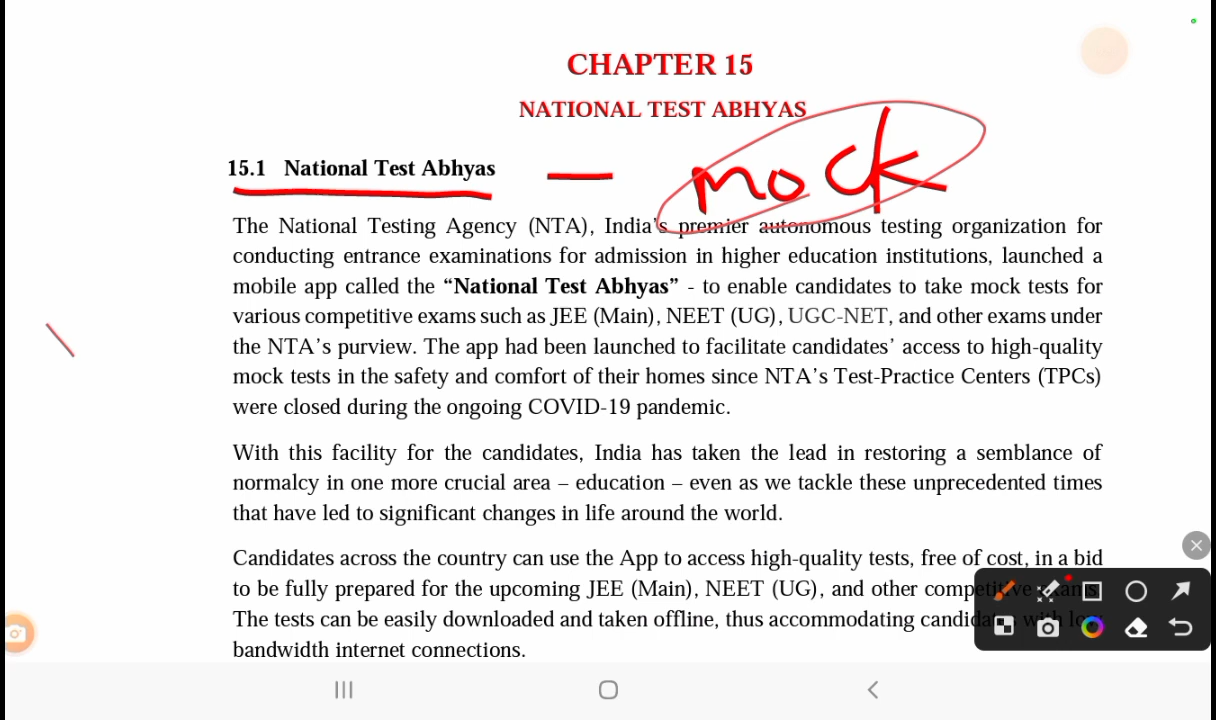 CHAPTER 15
NATIONAL TEST ABHYAS
15.1 National Test Abhyas — mock
The National Testing Agency (NTA), India's premier autonomous testing organization for
conducting entrance examinations for admission in higher education institutions, launched a
mobile app called the “National Test Abhyas” - to enable candidates to take mock tests for
various competitive exams such as JEE (Main), NEET (UG), UGC-NET, and other exams under
the NTA’s purview. The app had been launched to facilitate candidates’ access to high-quality
mock tests in the safety and comfort of their homes since NTA’s Test-Practice Centers (TPCs)
were closed during the ongoing COVID-19 pandemic.
With this facility for the candidates, India has taken the lead in restoring a semblance of
normalcy in one more crucial area – education – even as we tackle these unprecedented times
that have led to significant changes in life around the world.
Candidates across the country can use the App to access high-quality tests, free of cost, in a bid
to be fully prepared for the upcoming JEE (Main), NEET (UG), and other competitive exams.
The tests can be easily downloaded and taken offline, thus accommodating candidates with low
bandwidth internet connections.